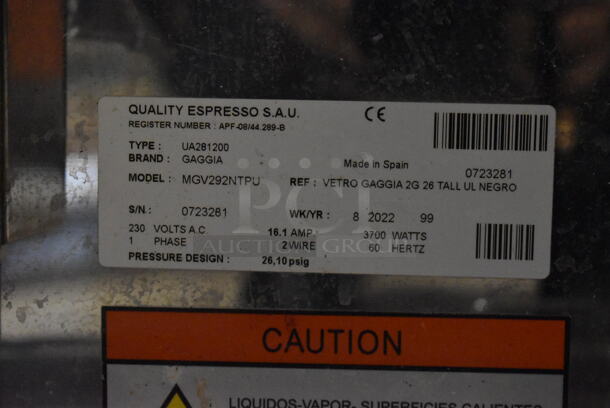 QUALITY ESPRESSO S.A.U.
REGISTER NUMBER : APF-08/44.289-B
CE
TYPE : UA281200
BRAND : GAGGIA
Made in Spain
0723281
MODEL : MGV292NTPU REF : VETRO GAGGIA 2G 26 TALL UL NEGRO
S/N : 0723281 WK/YR : 8 2022 99
230 VOLTS A.C 16.1 AMP 3700 WATTS
1 PHASE 2 WIRE 60 HERTZ
PRESSURE DESIGN : 26,10 psig
PCI
AUCTION GROUP
CAUTION
LIQUIDOS-VAPOR- SUPERFICIES CALIENTES